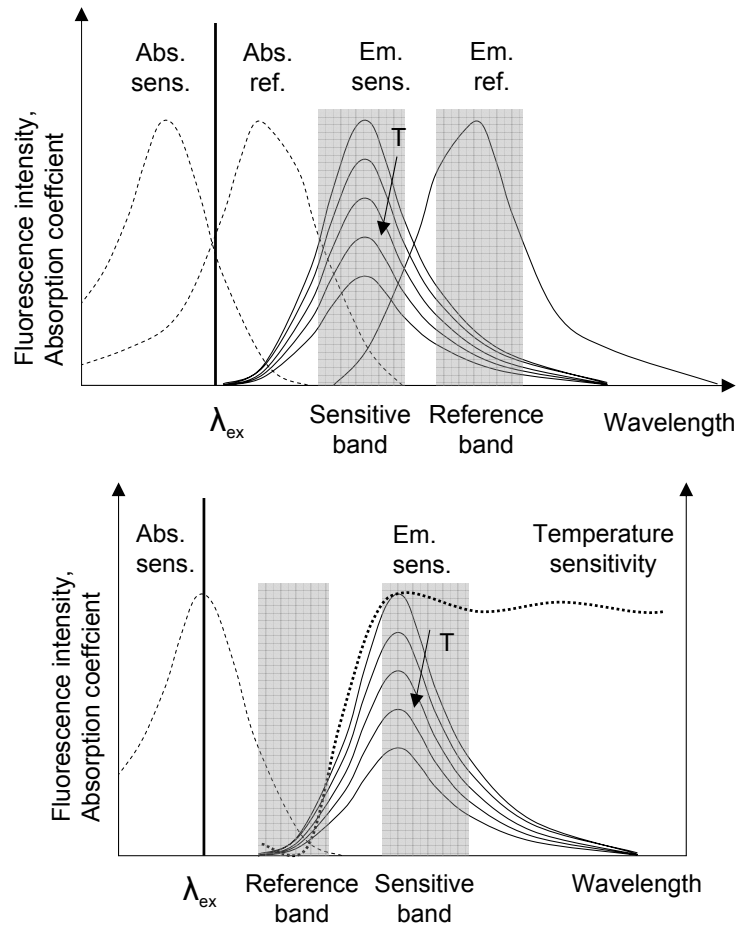 Abs.
sens.
Abs.
ref.
Em.
sens.
Em.
ref.
T
Fluorescence intensity,
Absorption coeffcient
λex
Sensitive
band
Reference
band
Wavelength
Abs.
sens.
Em.
sens.
Temperature
sensitivity
T
Fluorescence intensity,
Absorption coeffcient
λex
Reference
band
Sensitive
band
Wavelength